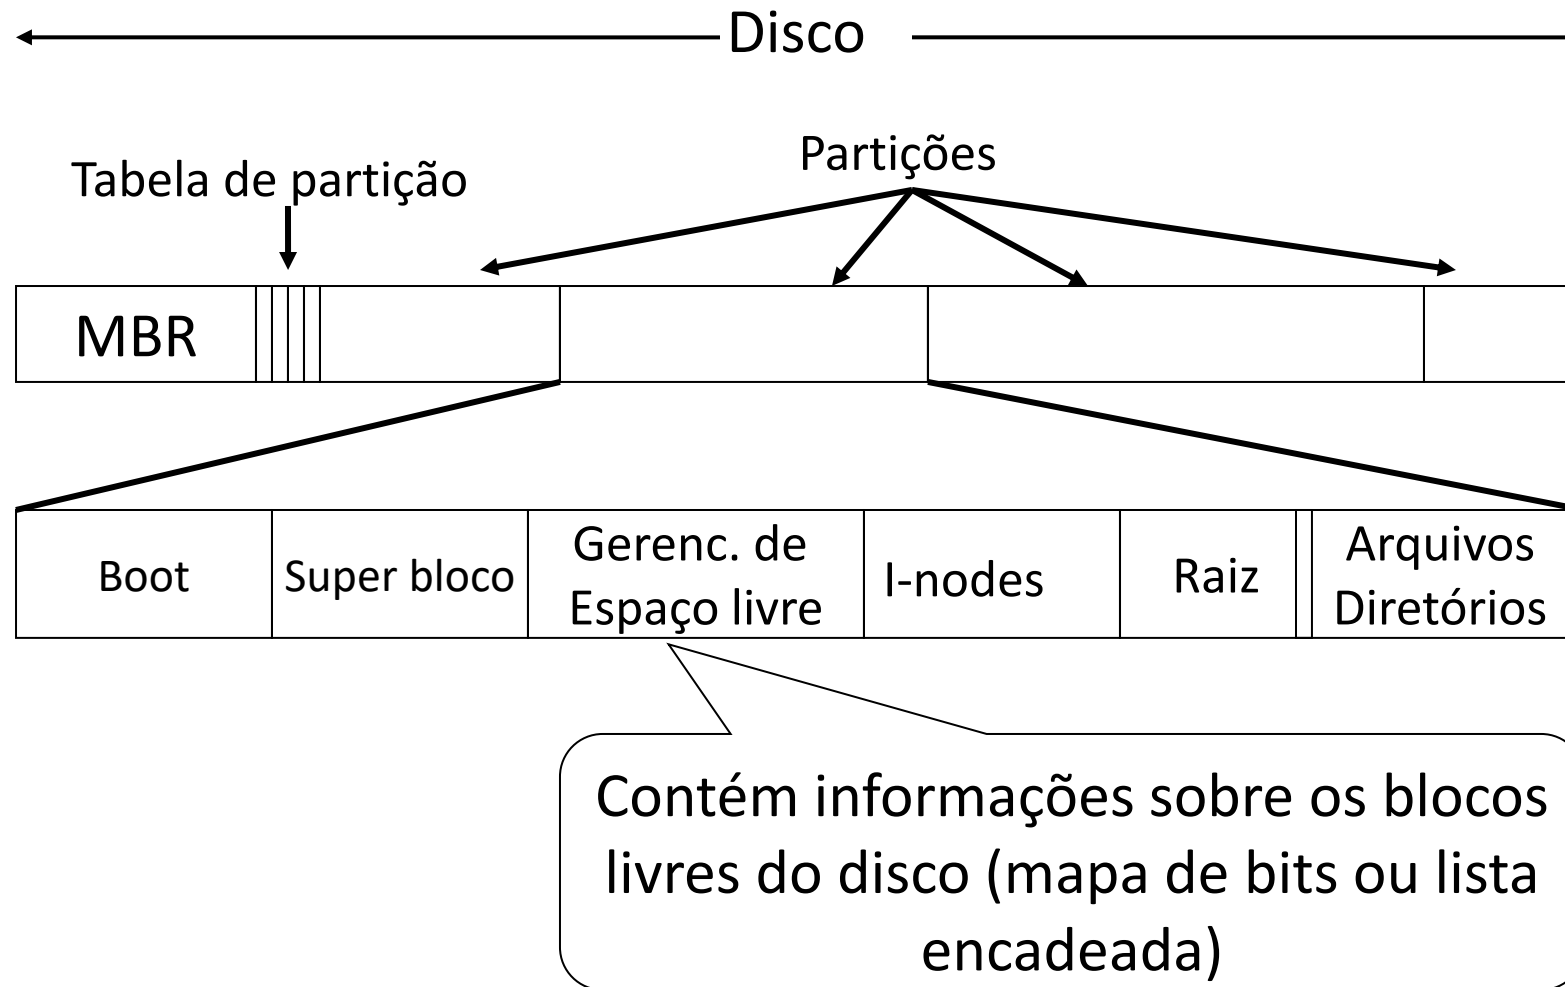 Disco
Partições
Tabela de partição
MBR
Boot
Super bloco
Gerenc. de
Espaço livre
I-nodes
Raiz
Arquivos
Diretórios
Contém informações sobre os blocos
livres do disco (mapa de bits ou lista
encadeada)